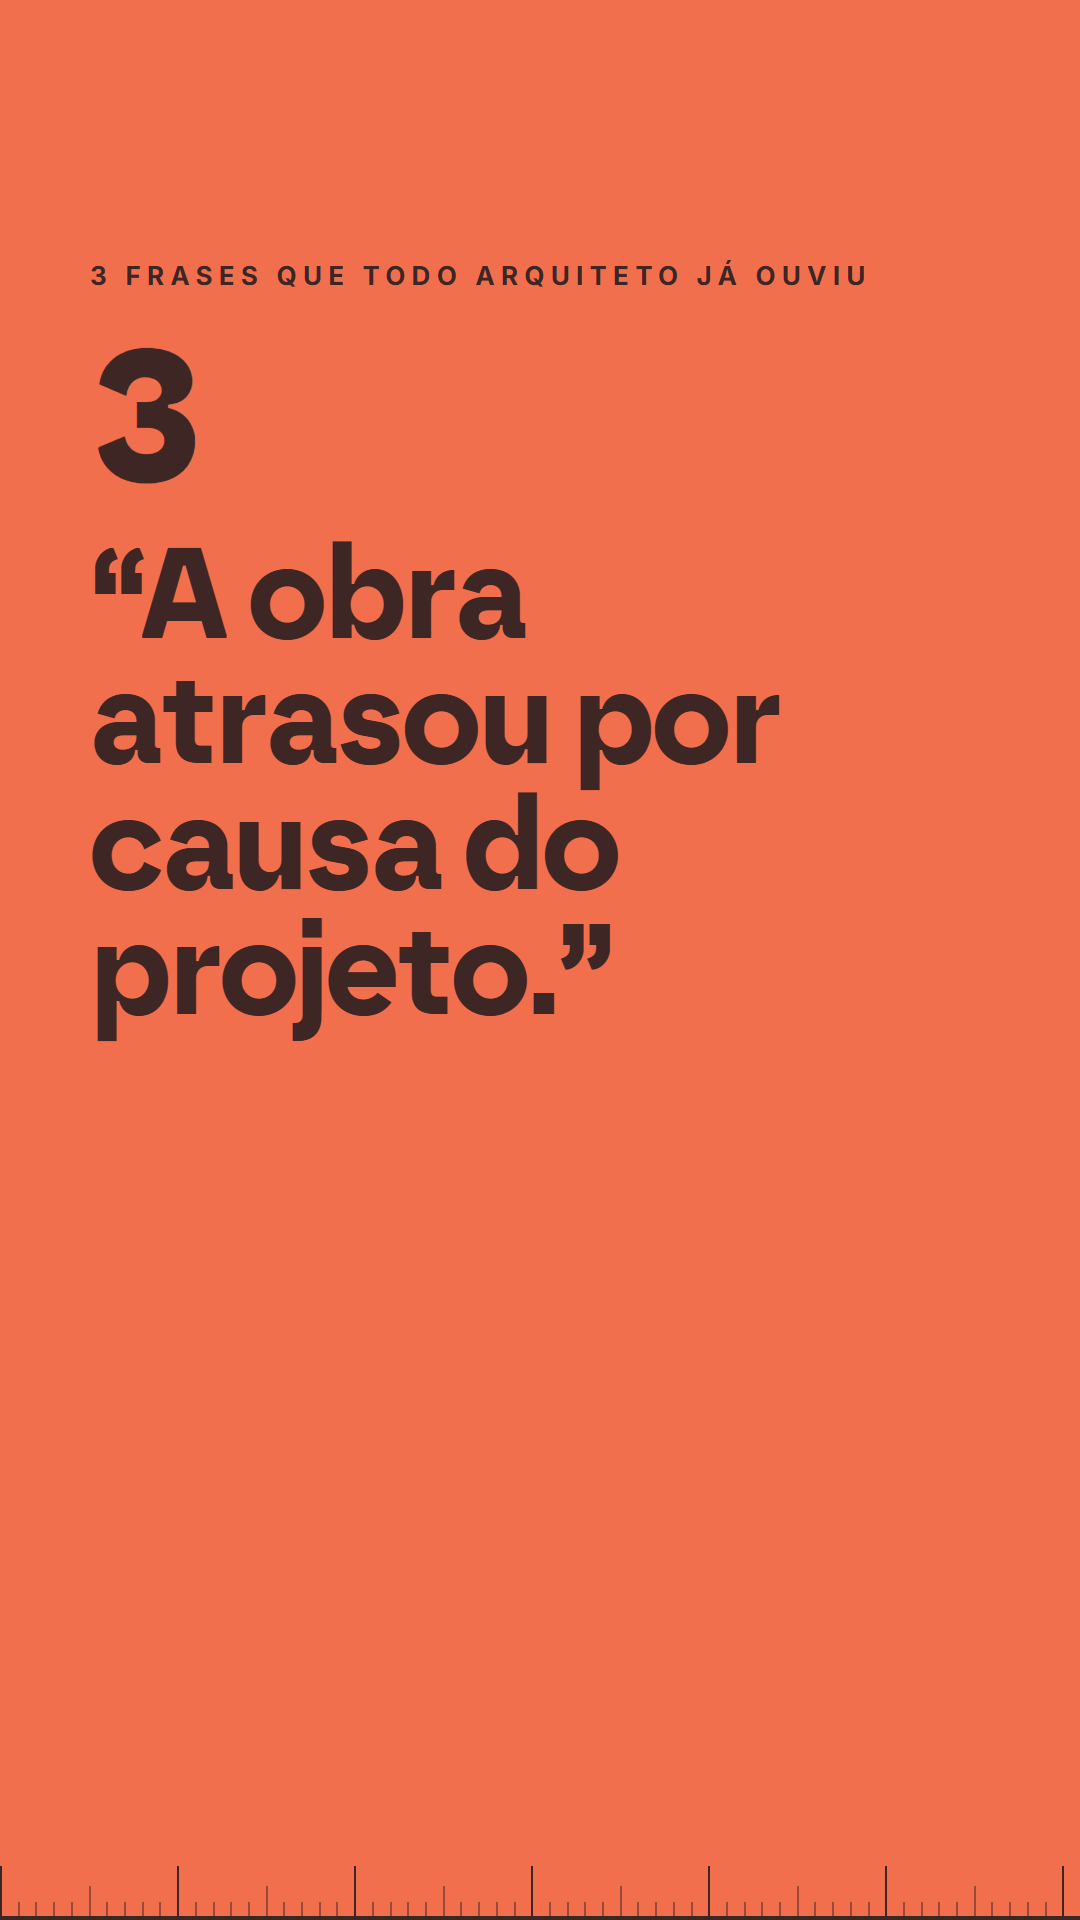 3 FRASES QUE TODO ARQUITETO JÁ OUVIU
3
“A obra
atrasou por
causa do
projeto.”